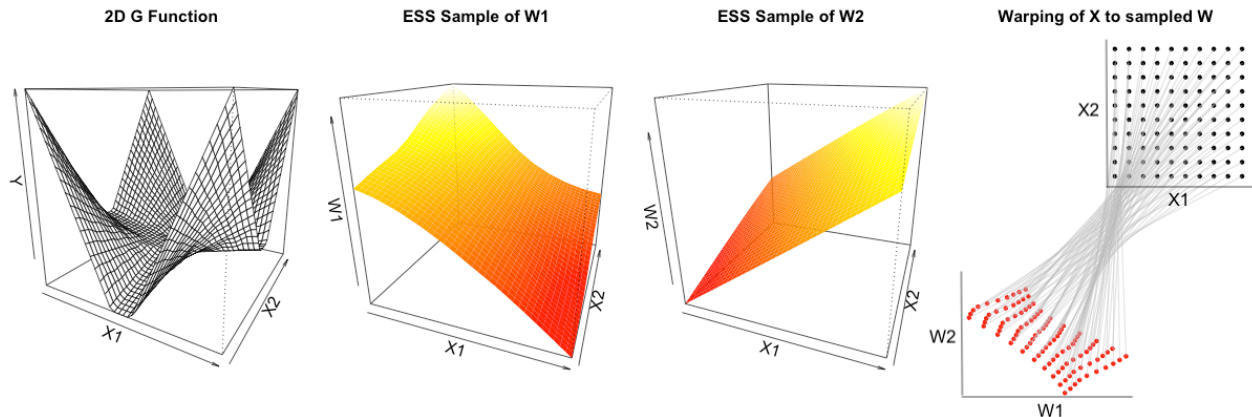 2D G Function
ESS Sample of W1
ESS Sample of W2
Warping of X to sampled W
Y
X1
X2
W1
X1
X2
W2
X1
X2
X2
X1
W2
W1